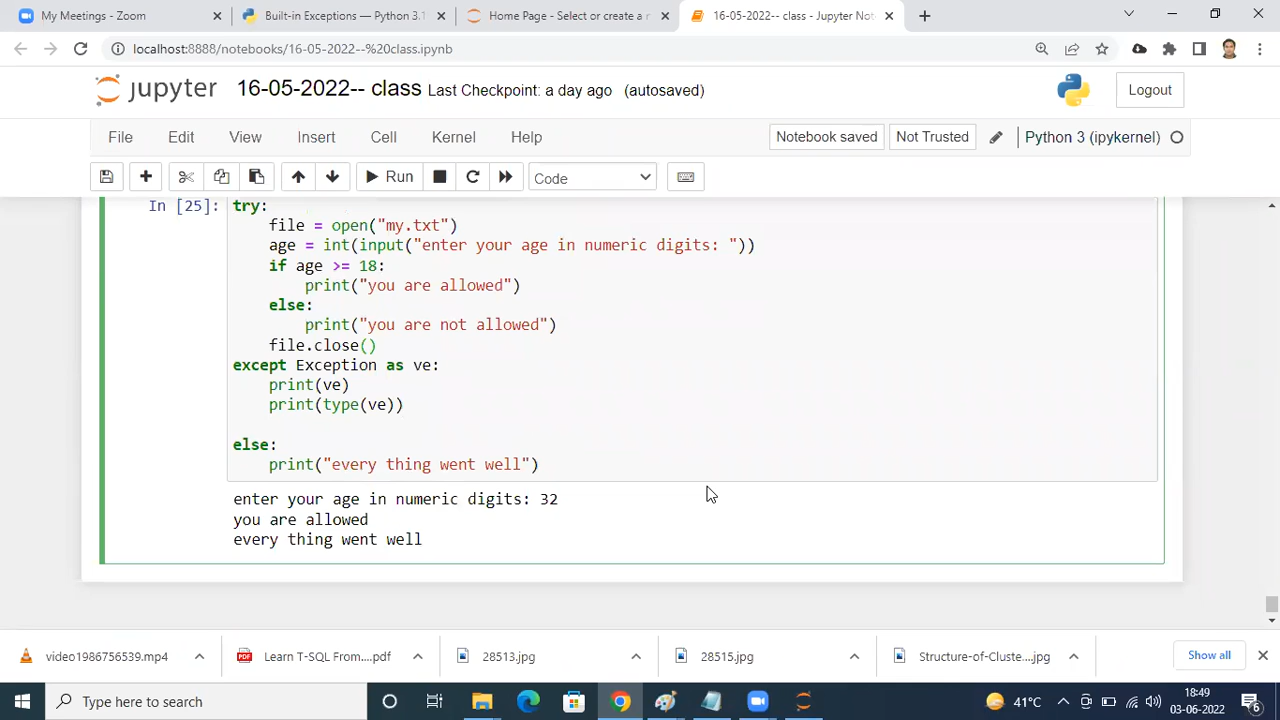 My Meetings - Zoom
Built-in Exceptions — Python 3.1
Home Page - Select or create a n
16-05-2022-- class - Jupyter Not
localhost:8888/notebooks/16-05-2022--%20class.ipynb
jupyter 16-05-2022-- class Last Checkpoint: a day ago (autosaved)
Logout
File Edit View Insert Cell Kernel Help
Notebook saved Not Trusted Python 3 (ipykernel)
Run Code
In [25]: try:
file = open("my.txt")
age = int(input("enter your age in numeric digits: "))
if age >= 18:
print("you are allowed")
else:
print("you are not allowed")
file.close()
except Exception as ve:
print(ve)
print(type(ve))
else:
print("every thing went well")
enter your age in numeric digits: 32
you are allowed
every thing went well
video1986756539.mp4 Learn T-SQL From....pdf 28513.jpg 28515.jpg Structure-of-Cluste....jpg Show all
Type here to search
41°C
18:49
03-06-2022
6